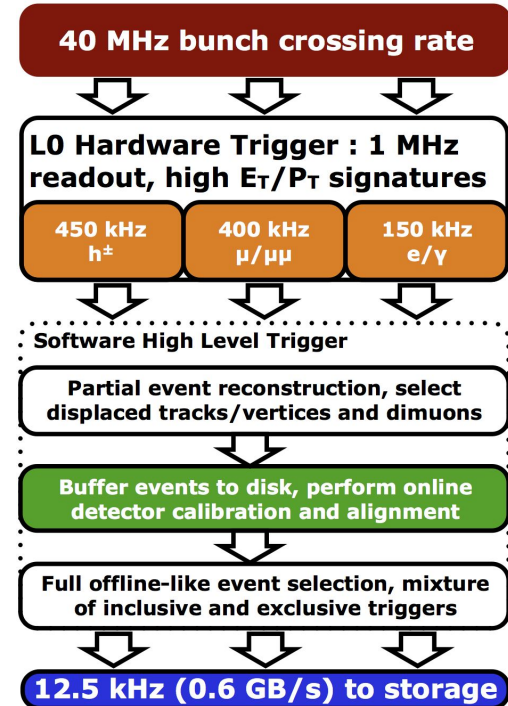 40 MHz bunch crossing rate
L0 Hardware Trigger : 1 MHz
readout, high E_T/P_T signatures
450 kHz
h±
400 kHz
μ/μμ
150 kHz
e/γ
Software High Level Trigger
Partial event reconstruction, select
displaced tracks/vertices and dimuons
Buffer events to disk, perform online
detector calibration and alignment
Full offline-like event selection, mixture
of inclusive and exclusive triggers
12.5 kHz (0.6 GB/s) to storage